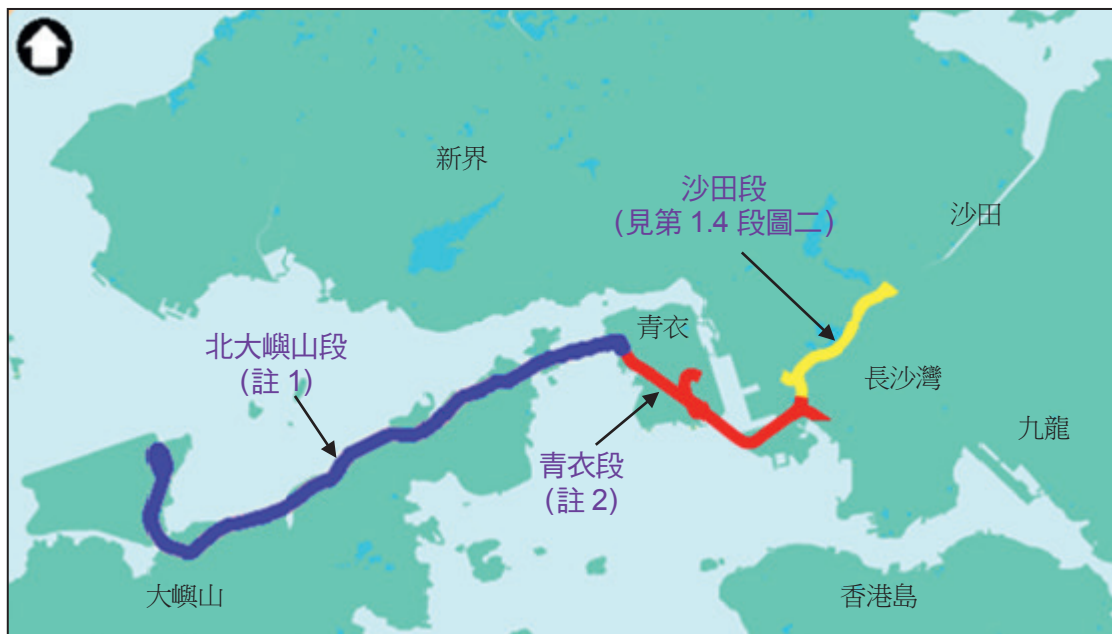 新界
沙田段
(見第 1.4 段圖二)
沙田
青衣
北大嶼山段
(註 1)
長沙灣
九龍
青衣段
(註 2)
大嶼山
香港島